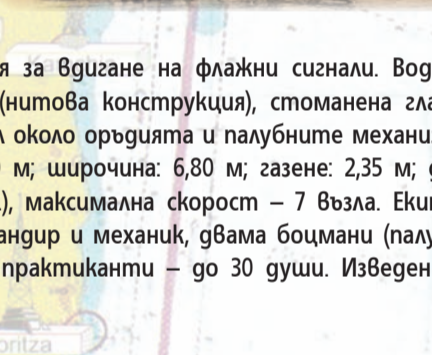 я за вдигане на флажни сигнали. Вод
(нитова конструкция), стоманена гла
л около оръдията и палубните механи
м; широчина: 6,80 м; газене: 2,35 м; д
), максимална скорост – 7 възла. Еки
андир и механик, двама боцмани (палу
практиканти – до 30 души. Изведен
oritza